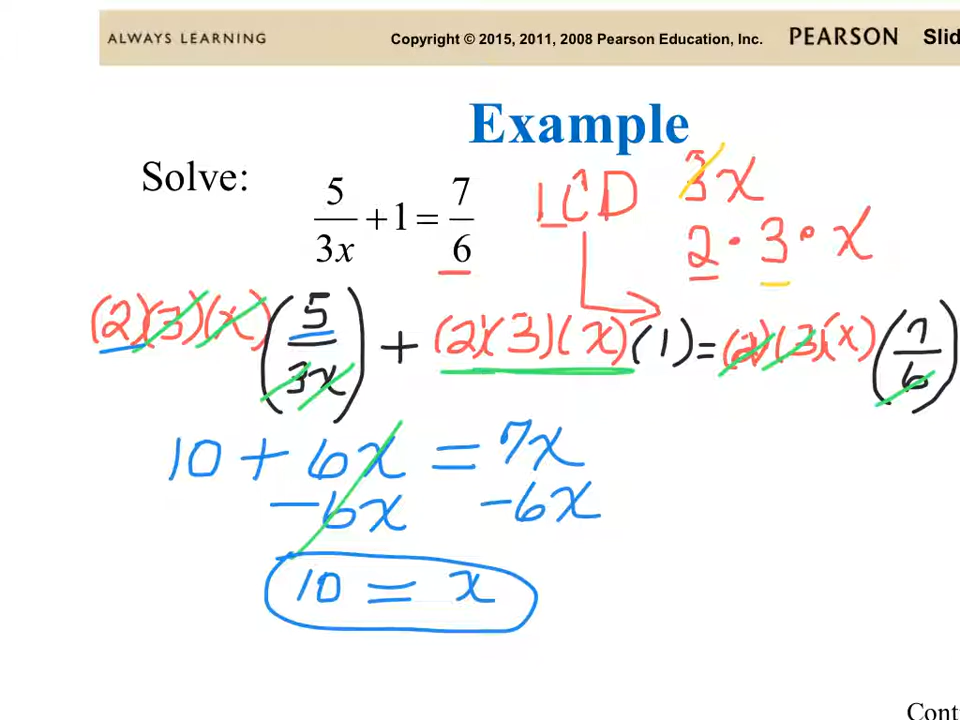 ALWAYS LEARNING Copyright © 2015, 2011, 2008 Pearson Education, Inc. PEARSON Slid
Example
Solve: 5/3x + 1 = 7/6
LCD 3x
2 · 3 · x
(2)(3)(x)(5/3x) + (2)(3)(x)(1) = (2)(3)(x)(7/6)
10 + 6x = 7x
-6x -6x
10 = x
Cont